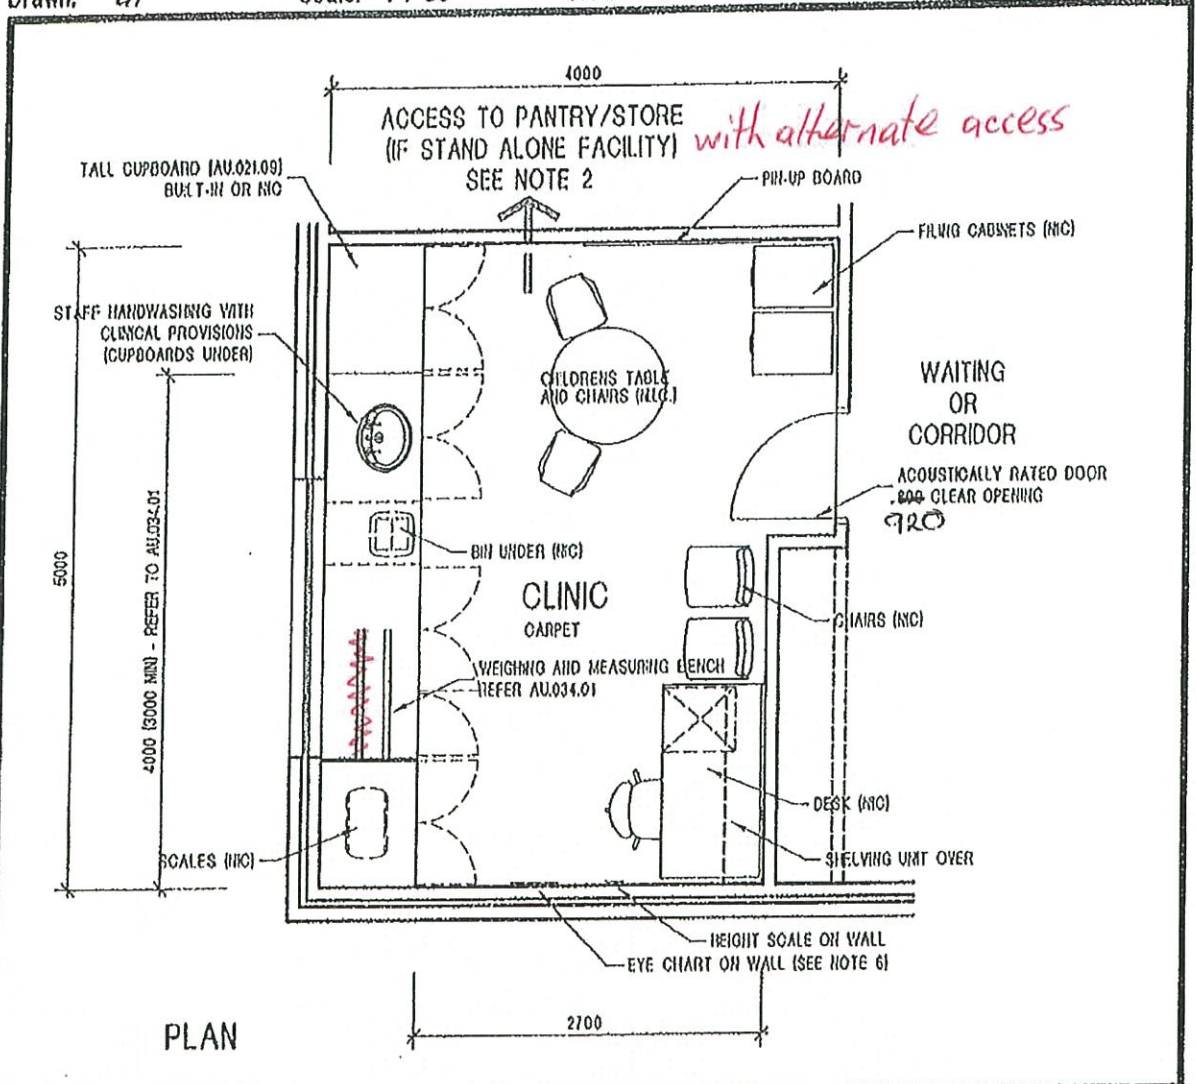 4000
ACCESS TO PANTRY/STORE
(IF STAND ALONE FACILITY) with alternate access
SEE NOTE 2
TALL CUPBOARD (AU.021.09)
BUILT-IN OR NIC
PIN-UP BOARD
FILING CABINETS (NIC)
STAFF HANDWASHING WITH
CLINICAL PROVISIONS
(CUPBOARDS UNDER)
CHILDRENS TABLE
AND CHAIRS (N.I.C.)
WAITING
OR
CORRIDOR
ACOUSTICALLY RATED DOOR
.800 CLEAR OPENING
920
5000
4000 (3000 MIN) - REFER TO AU.034.01
BIN UNDER (NIC)
CLINIC
CARPET
CHAIRS (NIC)
WEIGHING AND MEASURING BENCH
REFER AU.034.01
DESK (NIC)
SCALES (NIC)
SHELVING UNIT OVER
HEIGHT SCALE ON WALL
EYE CHART ON WALL (SEE NOTE 6)
2700
PLAN